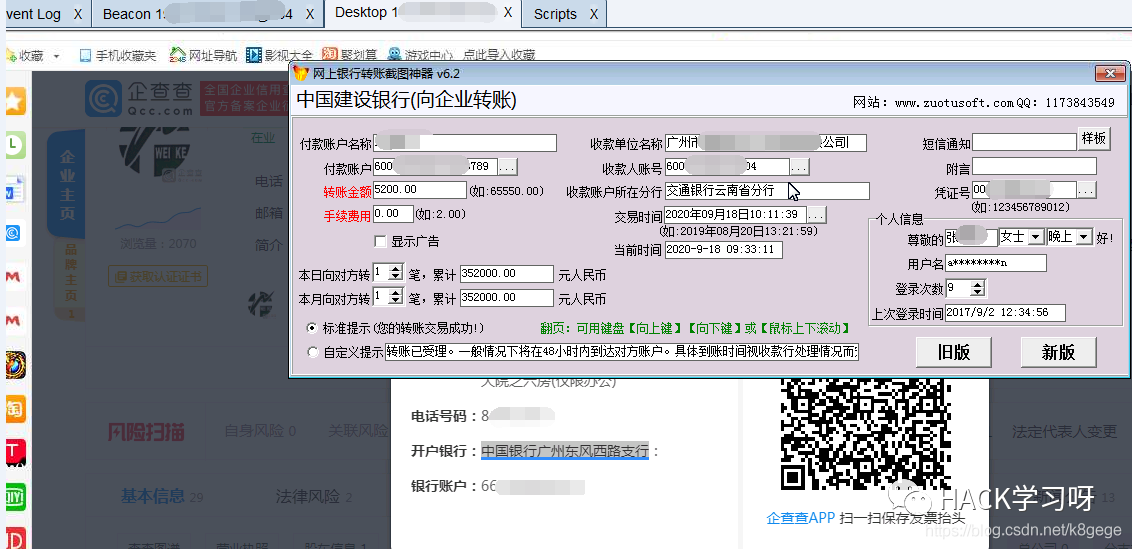 vent Log X Beacon 1: 4 X Desktop 1 X Scripts X
收藏 手机收藏夹 网址导航 影视大全 聚划算 游戏中心 点此导入收藏
网上银行转账截图神器 v6.2
中国建设银行(向企业转账)
网站：www.zuotusoft.com QQ：1173843549
企查查
Qcc.com
全国企业信用
官方备案企业
WEI KE
企业主页
品牌主页
在业
电话
邮箱
简介
浏览量：2070
获取认证证书
付款账户名称 收款单位名称 广州市 公司 短信通知 样板
付款账户 600 789 ... 收款人账号 600 04 ... 附言
转账金额 5200.00 (如:65550.00) 收款账户所在分行 交通银行云南省分行 凭证号 00 ...
(如:123456789012)
手续费用 0.00 (如:2.00) 交易时间 2020年09月18日10:11:39 ...
(如:2019年08月20日13:21:59)
个人信息
显示广告 当前时间 2020-9-18 09:33:11
尊敬的 张 女士 晚上 好!
用户名 a********n
本日向对方转 1 笔，累计 352000.00 元人民币
登录次数 9
本月向对方转 1 笔，累计 352000.00 元人民币
上次登录时间 2017/9/2 12:34:56
标准提示(您的转账交易成功!) 翻页：可用键盘【向上键】【向下键】或【鼠标上下滚动】
自定义提示 转账已受理。一般情况下将在48小时内到达对方账户。具体到账时间视收款行处理情况而
旧版 新版
大院之六房(仅限办公)
电话号码：8
开户银行：中国银行广州东风西路支行：
银行账户：66
风险扫描 自身风险 0 关联风险 法定代表人变更
基本信息 29 法律风险 2 13
企查查APP 扫一扫保存发票抬头
HACK学习呀
https://blog.csdn.net/k8gege